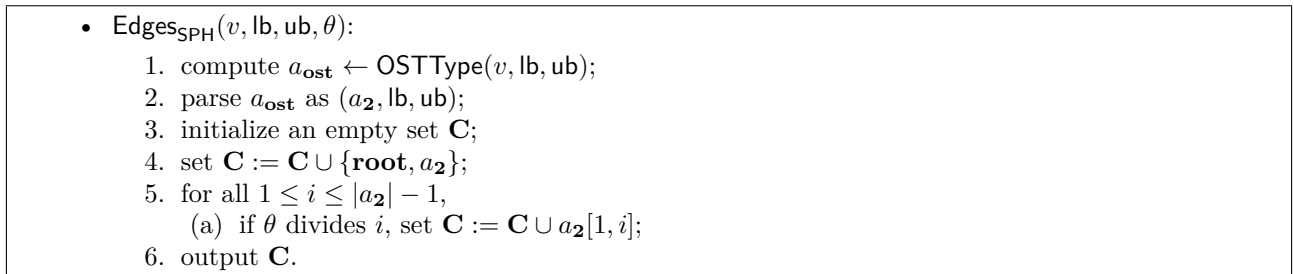 • Edges_SPH(v, lb, ub, θ):
1. compute a_ost ← OSTType(v, lb, ub);
2. parse a_ost as (a_2, lb, ub);
3. initialize an empty set C;
4. set C := C ∪ {root, a_2};
5. for all 1 ≤ i ≤ |a_2| − 1,
(a) if θ divides i, set C := C ∪ a_2[1, i];
6. output C.